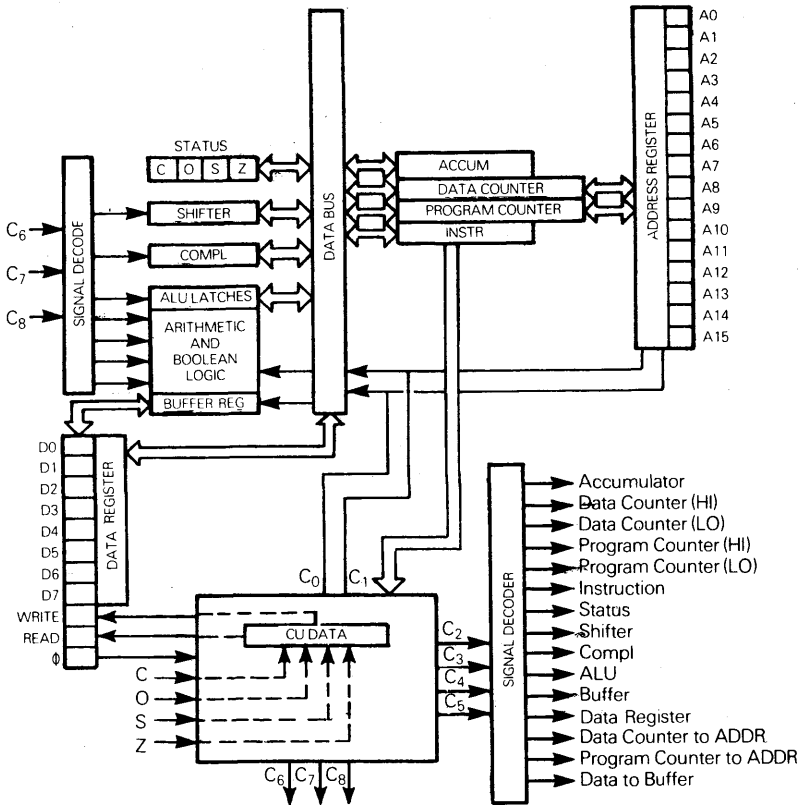 A0
A1
A2
A3
A4
A5
A6
A7
A8
A9
A10
A11
A12
A13
A14
A15
ADDRESS REGISTER
DATA BUS
STATUS
C O S Z
SHIFTER
COMPL
ALU LATCHES
ARITHMETIC
AND
BOOLEAN
LOGIC
BUFFER REG
SIGNAL DECODE
C6
C7
C8
ACCUM
DATA COUNTER
PROGRAM COUNTER
INSTR
D0
D1
D2
D3
D4
D5
D6
D7
WRITE
READ
Φ
DATA REGISTER
C0 C1
CU DATA
C
O
S
Z
C2
C3
C4
C5
C6 C7 C8
SIGNAL DECODER
Accumulator
Data Counter (HI)
Data Counter (LO)
Program Counter (HI)
Program Counter (LO)
Instruction
Status
Shifter
Compl
ALU
Buffer
Data Register
Data Counter to ADDR
Program Counter to ADDR
Data to Buffer